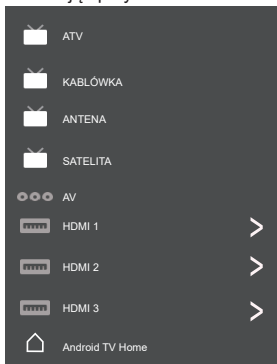 ATV
KABLÓWKA
ANTENA
SATELITA
AV
HDMI 1
HDMI 2
HDMI 3
Android TV Home